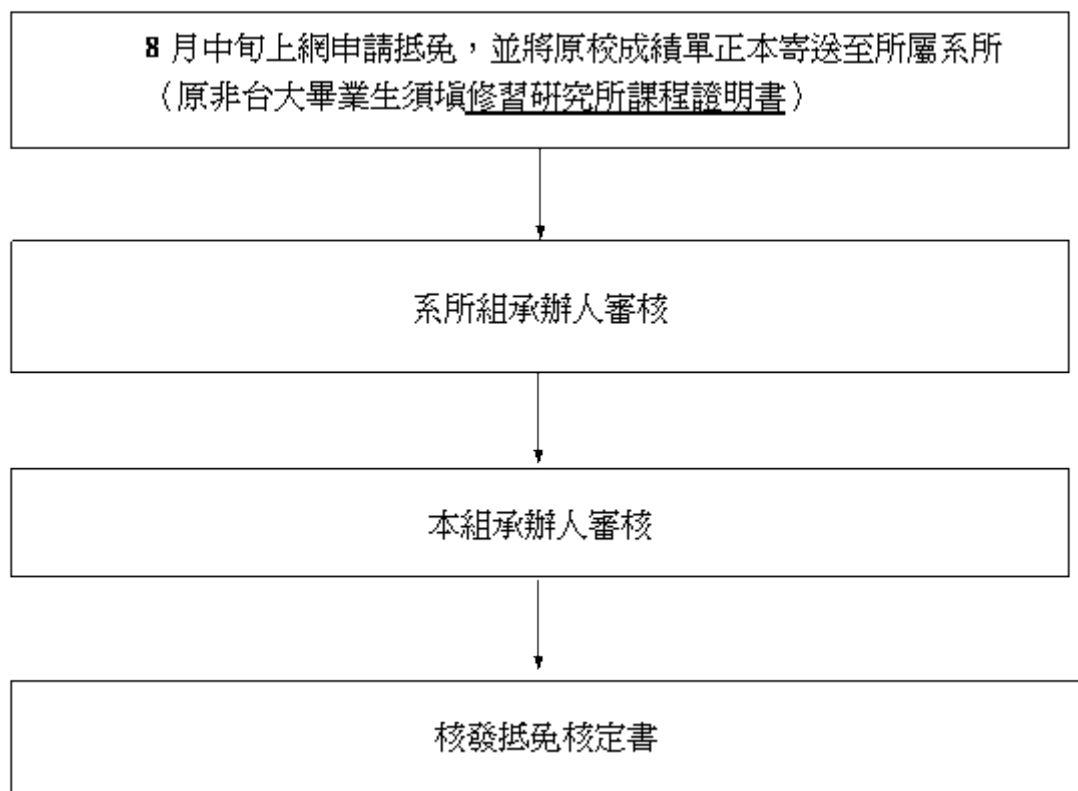 8 月中旬上網申請抵免，並將原校成績單正本寄送至所屬系所
（原非台大畢業生須塡修習研究所課程證明書）
系所組承辦人審核
本組承辦人審核
核發抵免核定書